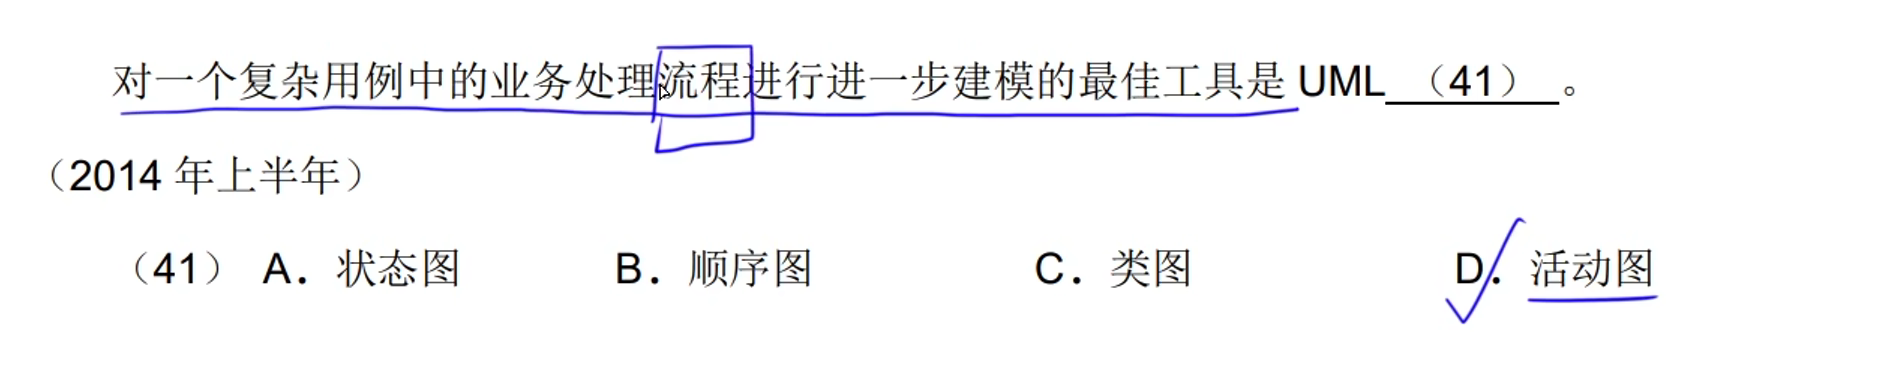 对一个复杂用例中的业务处理流程进行进一步建模的最佳工具是 UML （41） 。
（2014 年上半年）
（41） A．状态图 B．顺序图 C．类图 D．活动图